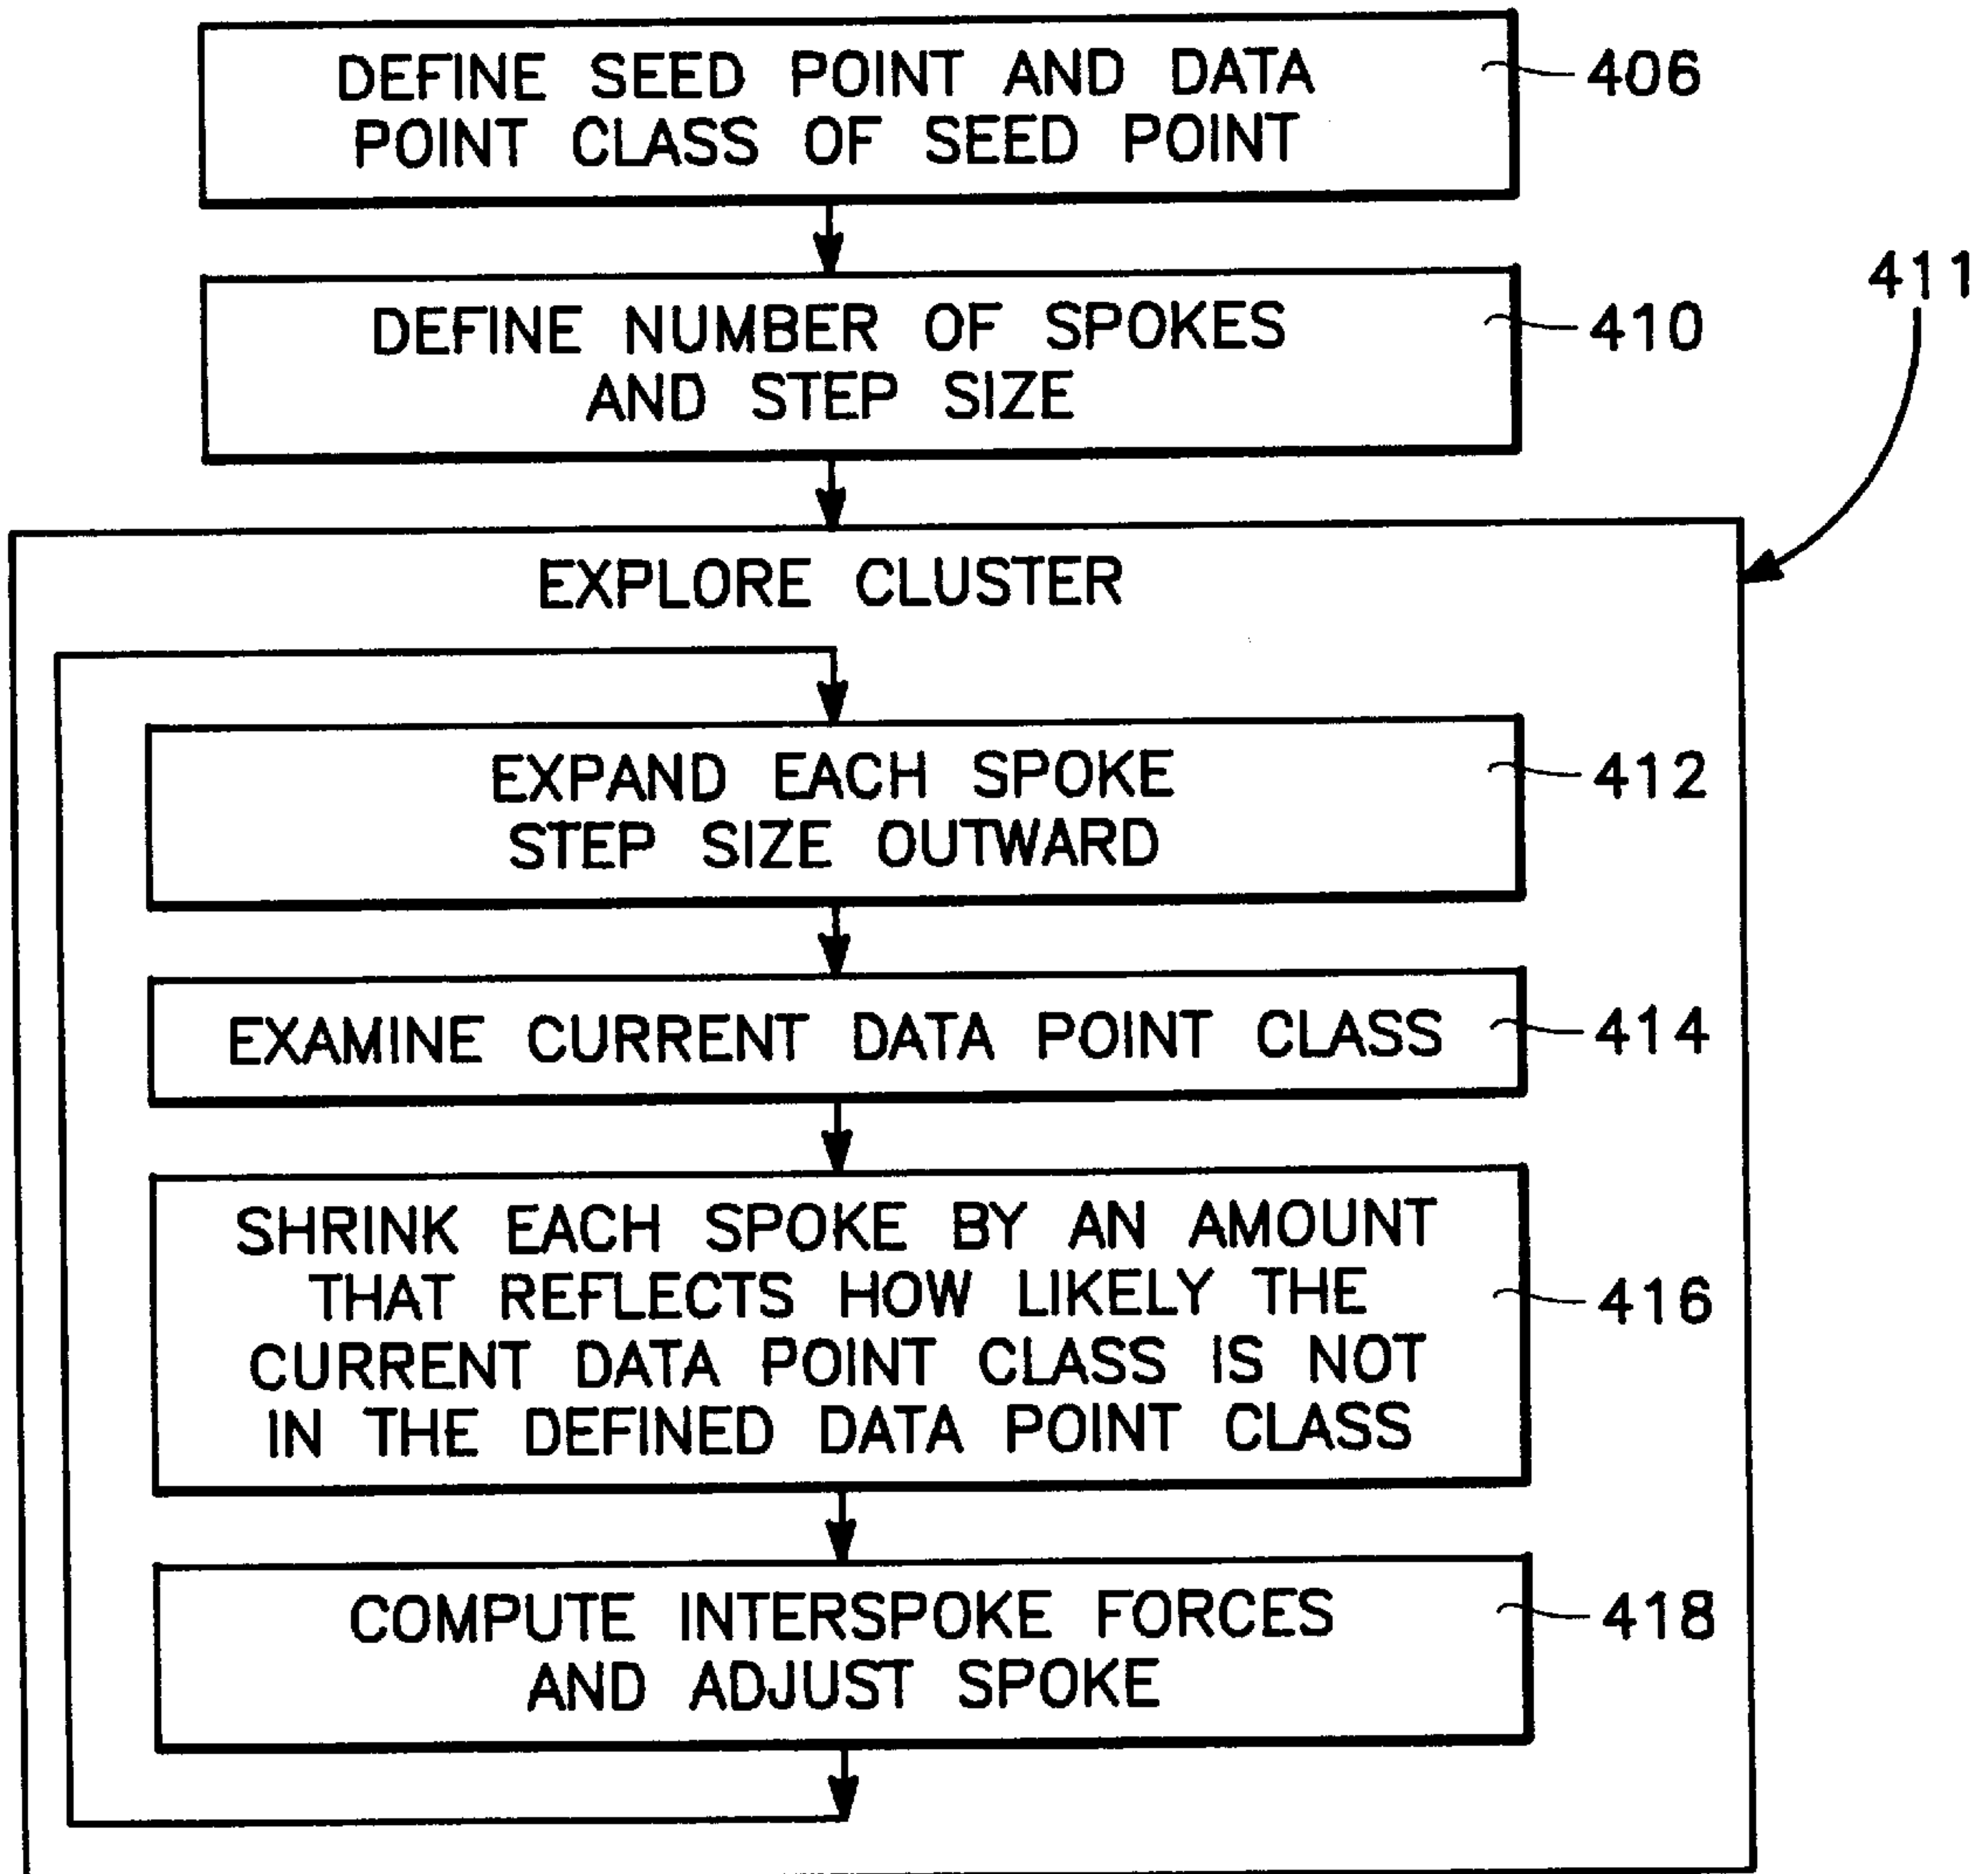 DEFINE SEED POINT AND DATA
POINT CLASS OF SEED POINT
406
DEFINE NUMBER OF SPOKES
AND STEP SIZE
410
411
EXPLORE CLUSTER
EXPAND EACH SPOKE
STEP SIZE OUTWARD
412
EXAMINE CURRENT DATA POINT CLASS
414
SHRINK EACH SPOKE BY AN AMOUNT
THAT REFLECTS HOW LIKELY THE
CURRENT DATA POINT CLASS IS NOT
IN THE DEFINED DATA POINT CLASS
416
COMPUTE INTERSPOKE FORCES
AND ADJUST SPOKE
418